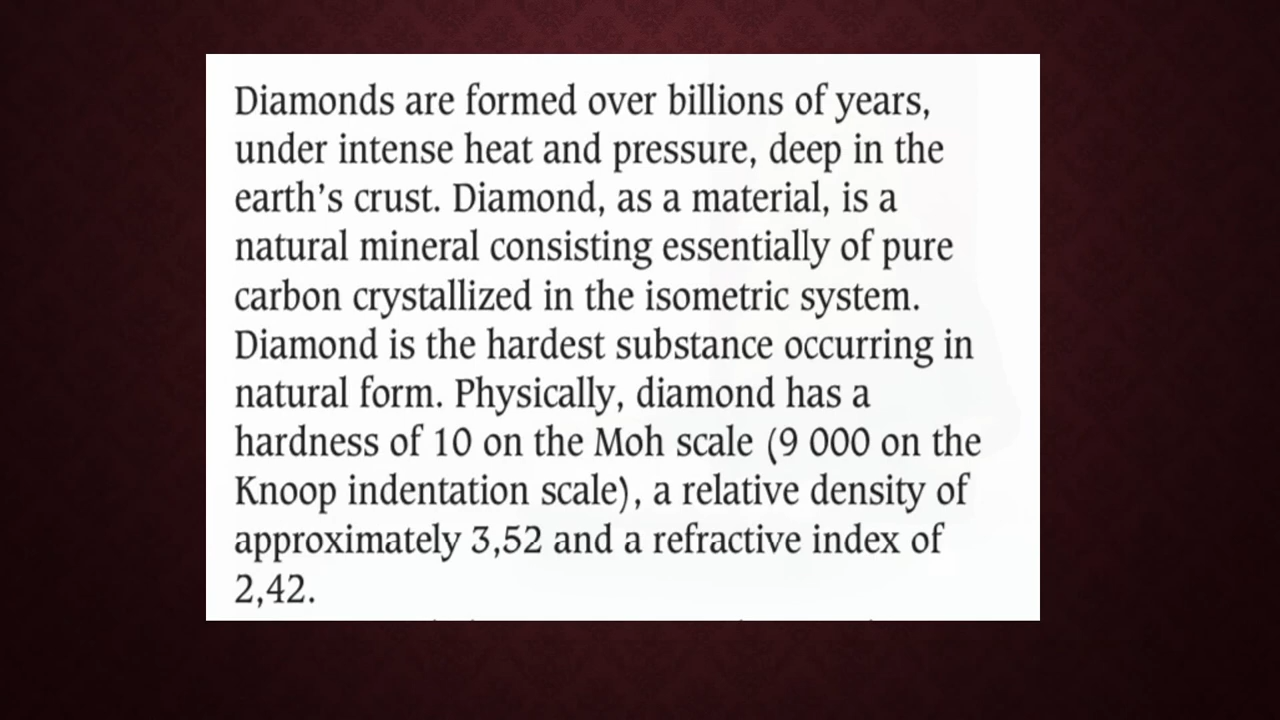 Diamonds are formed over billions of years,
under intense heat and pressure, deep in the
earth’s crust. Diamond, as a material, is a
natural mineral consisting essentially of pure
carbon crystallized in the isometric system.
Diamond is the hardest substance occurring in
natural form. Physically, diamond has a
hardness of 10 on the Moh scale (9 000 on the
Knoop indentation scale), a relative density of
approximately 3,52 and a refractive index of
2,42.